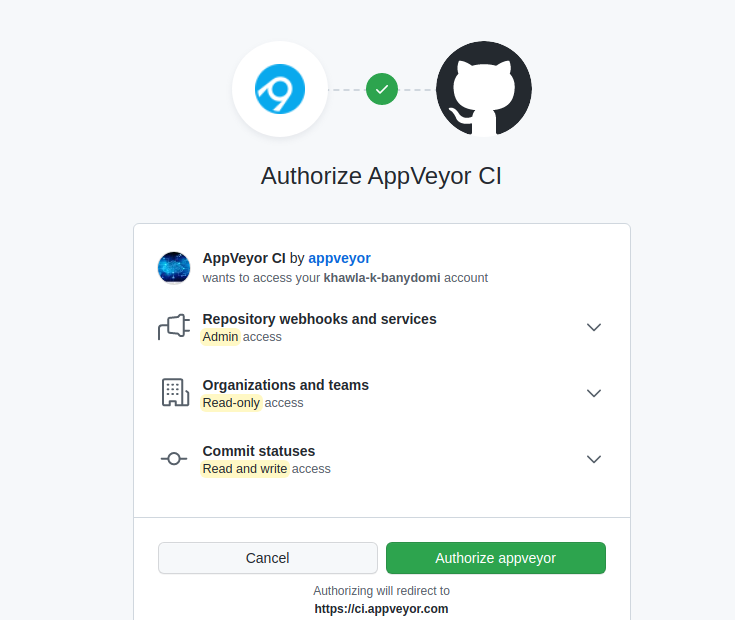 Authorize AppVeyor CI
AppVeyor CI by appveyor
wants to access your khawla-k-banydomi account
Repository webhooks and services
Admin access
Organizations and teams
Read-only access
Commit statuses
Read and write access
Cancel
Authorize appveyor
Authorizing will redirect to
https://ci.appveyor.com